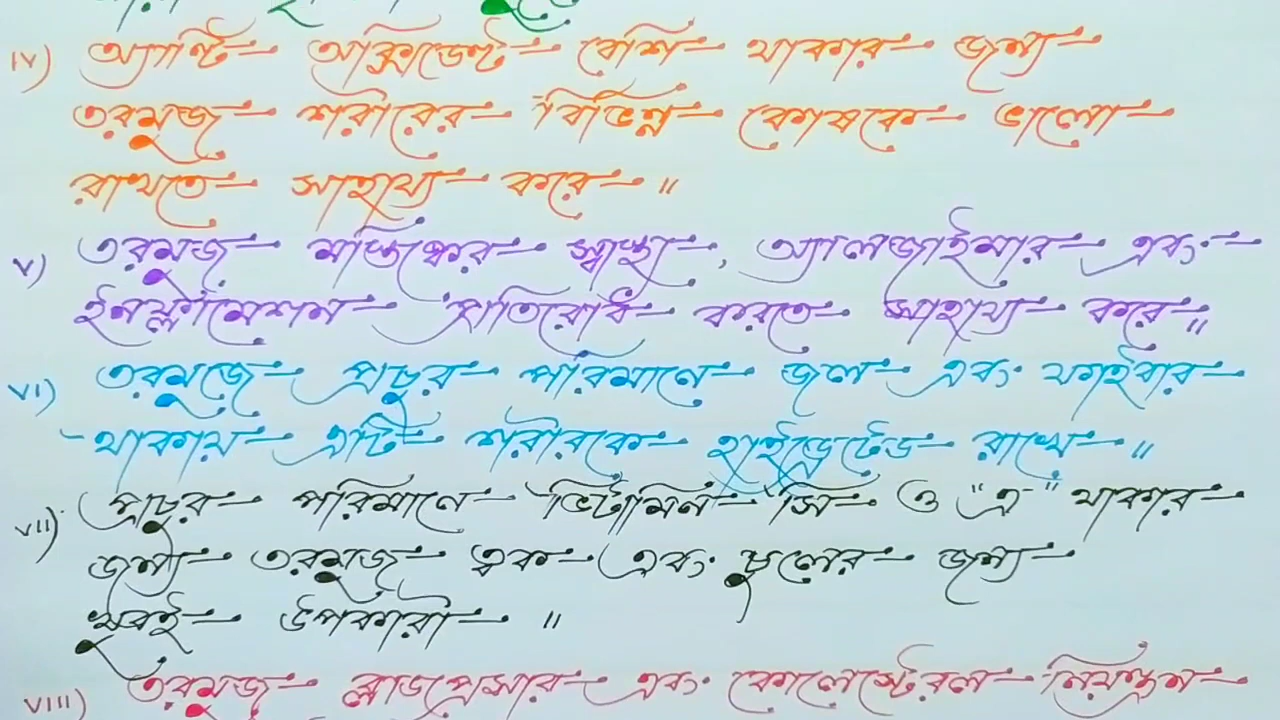 iv) অ্যান্টি অক্সিডেন্ট বেশি থাকার জন্য
তরমুজ শরীরের বিভিন্ন কোষকে ভালো
রাখতে সাহায্য করে ॥
v) তরমুজ মস্তিষ্কের স্বাস্থ্য, অ্যালজাইমার এবং
ইনফ্লামেশন প্রতিরোধ করতে সাহায্য করে ॥
vi) তরমুজে প্রচুর পরিমানে জল এবং ফাইবার
থাকায় এটি শরীরকে হাইড্রেটেড রাখে ॥
vii) প্রচুর পরিমানে ভিটামিন সি ও "এ" থাকার
জন্য তরমুজ ত্বক এবং চুলের জন্য
খুবই উপকারী ॥
viii) তরমুজ ব্লাডপ্রেসার এবং কোলেস্টেরল নিয়ন্ত্রন